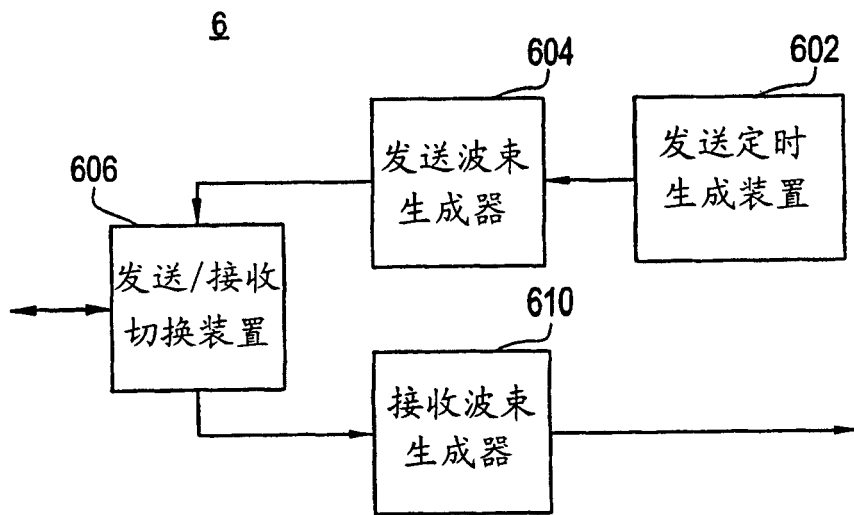 6
604
602
发送波束
生成器
发送定时
生成装置
606
发送/接收
切换装置
610
接收波束
生成器